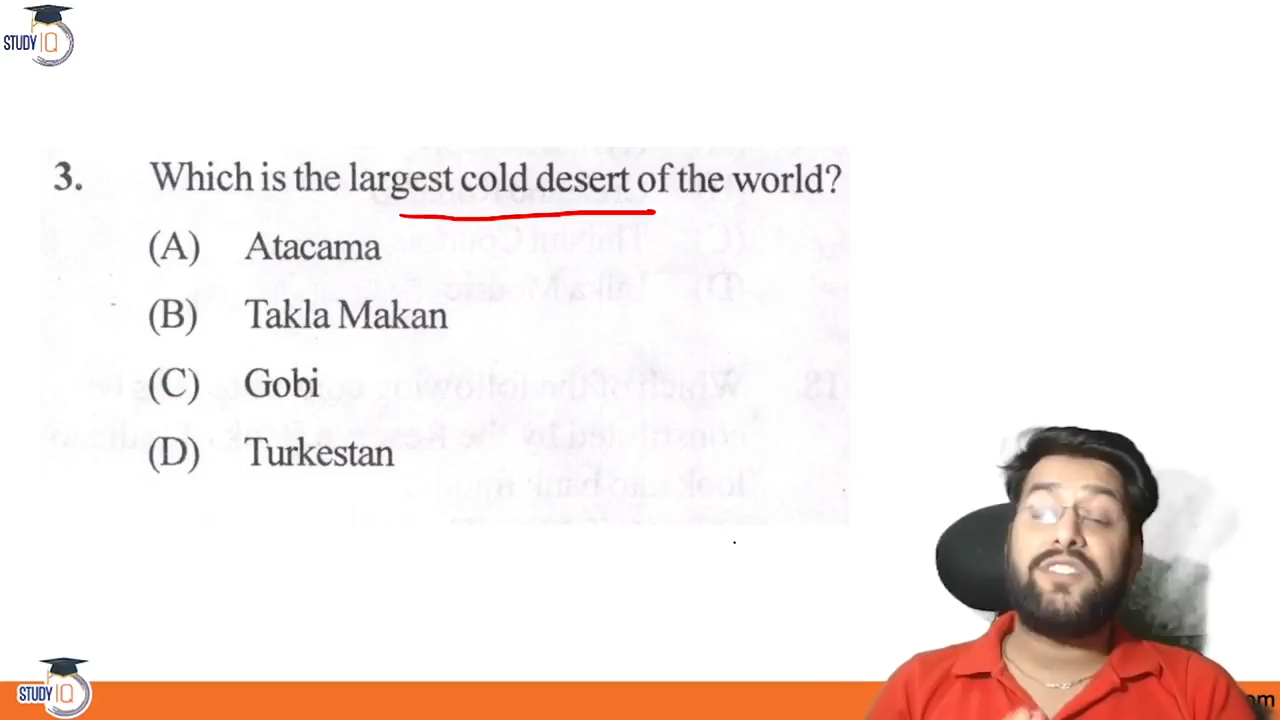 STUDY IQ
3. Which is the largest cold desert of the world?
(A) Atacama
(B) Takla Makan
(C) Gobi
(D) Turkestan
STUDY IQ
om